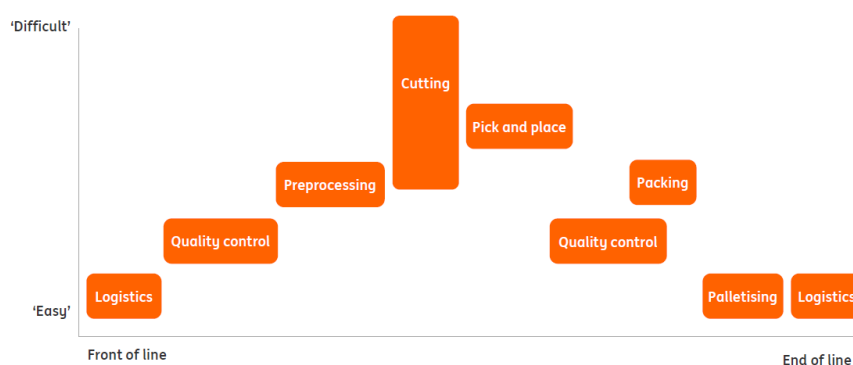 ‘Difficult’
Cutting
Pick and place
Preprocessing
Packing
Quality control
Quality control
Logistics
Palletising
Logistics
‘Easy’
Front of line
End of line